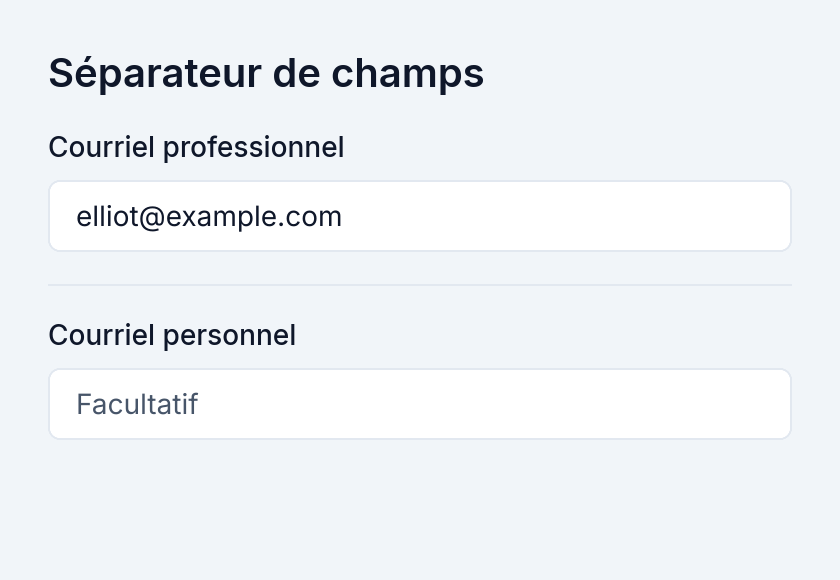 Séparateur de champs
Courriel professionnel
elliot@example.com
Courriel personnel
Facultatif